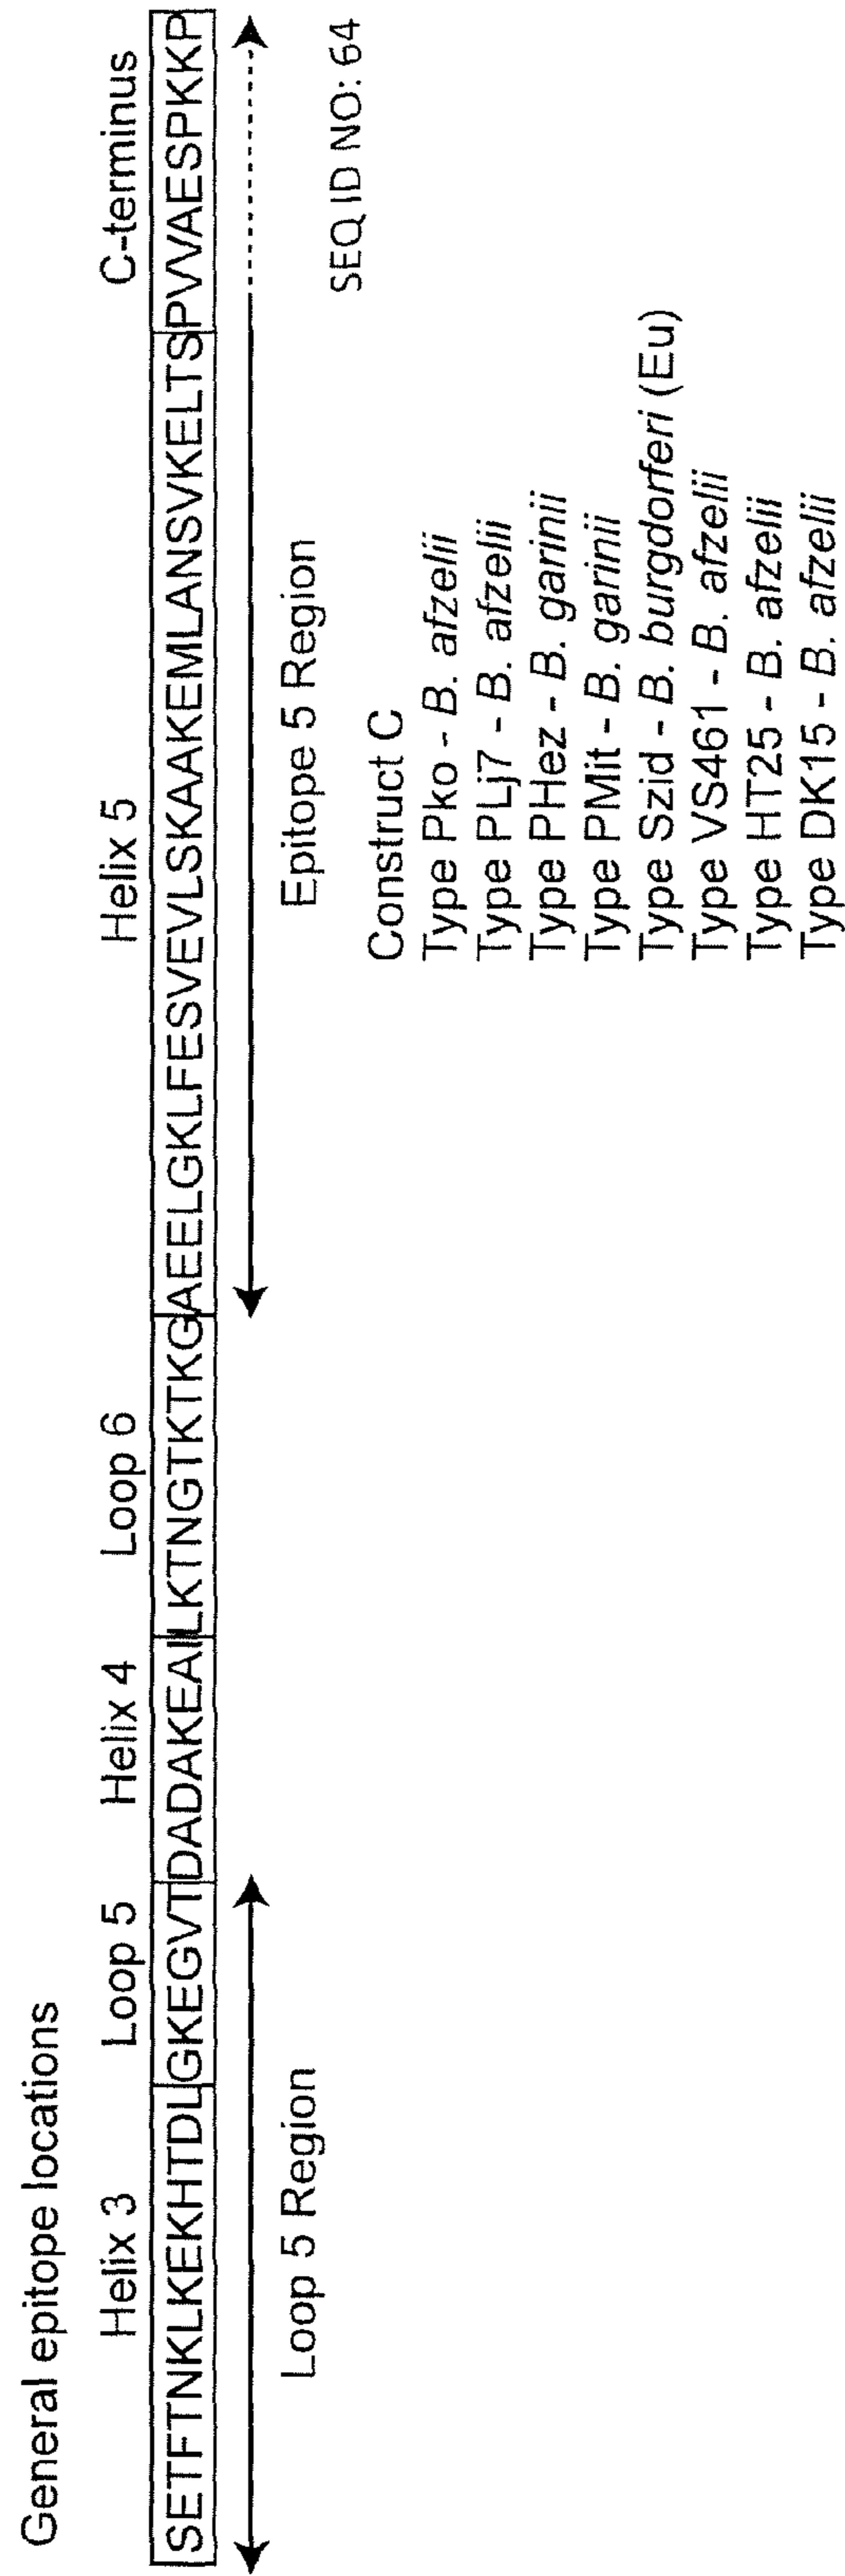 General epitope locations
Helix 3 Loop 5 Helix 4 Loop 6 Helix 5 C-terminus
SETFTNKLKEKHTDLGKEGVTDADAKEAILKTNGTKTKGAEELGKLFESVEVLSKAAKEMLANSVKELTSPVVAESPKKP
Loop 5 Region Epitope 5 Region
SEQ ID NO: 64
Construct C
Type Pko - B. afzelii
Type PLj7 - B. afzelii
Type PHez - B. garinii
Type PMit - B. garinii
Type Szid - B. burgdorferi (Eu)
Type VS461 - B. afzelii
Type HT25 - B. afzelii
Type DK15 - B. afzelii